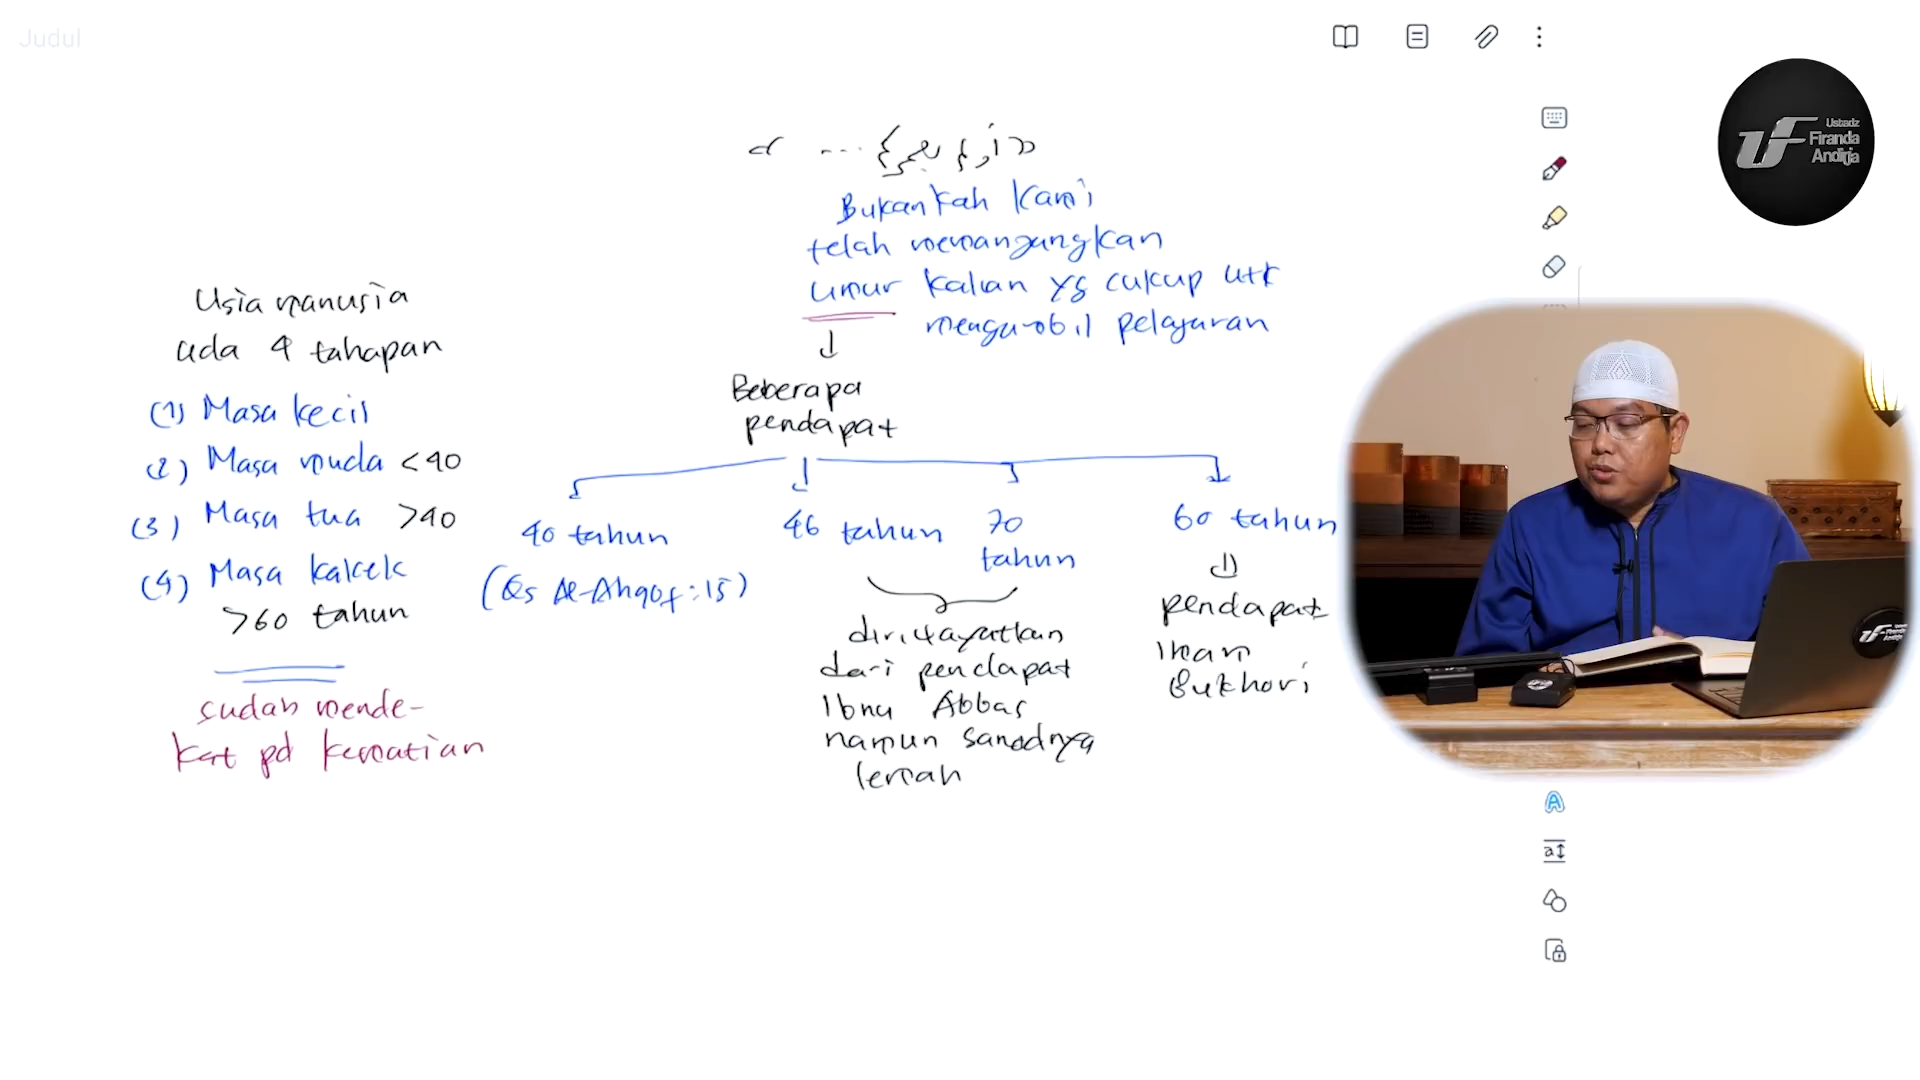 Judul
Ustadz
Firanda
Andirja
Bukankah Kami
telah memanjangkan
umur kalian yg cukup utk
mengambil pelajaran
Beberapa
pendapat
40 tahun
(Qs Al-Ahqof:15)
46 tahun
70
tahun
diriwayatkan
dari pendapat
Ibnu Abbas
namun sanadnya
lemah
60 tahun
pendapat
Imam
Bukhori
Usia manusia
ada 4 tahapan
(1) Masa kecil
(2) Masa muda <40
(3) Masa tua >40
(4) Masa kakek
>60 tahun
sudah mende-
kat pd kematian